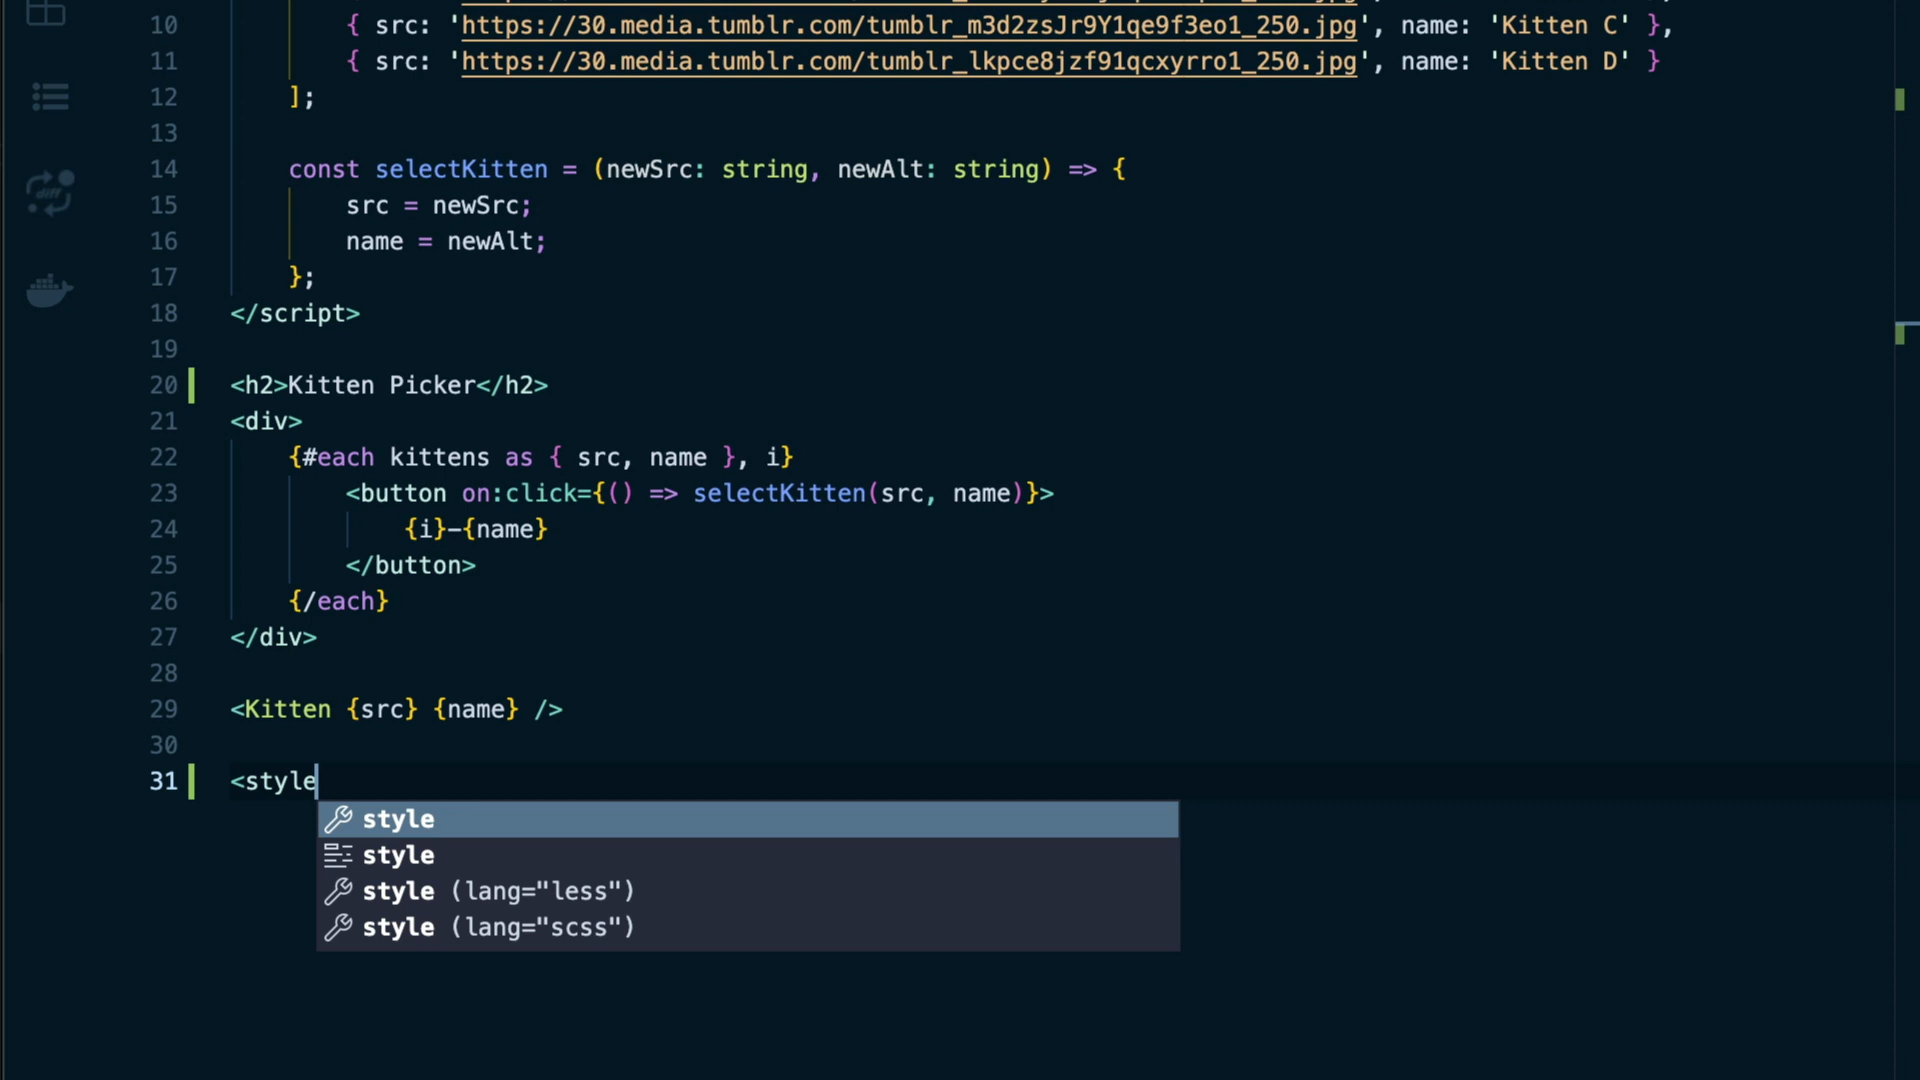 10 { src: 'https://30.media.tumblr.com/tumblr_m3d2zsJr9Y1qe9f3eo1_250.jpg', name: 'Kitten C' },
11 { src: 'https://30.media.tumblr.com/tumblr_lkpce8jzf91qcxyrro1_250.jpg', name: 'Kitten D' }
12 ];
13
14 const selectKitten = (newSrc: string, newAlt: string) => {
15 src = newSrc;
16 name = newAlt;
17 };
18 </script>
19
20 <h2>Kitten Picker</h2>
21 <div>
22 {#each kittens as { src, name }, i}
23 <button on:click={() => selectKitten(src, name)}>
24 {i}-{name}
25 </button>
26 {/each}
27 </div>
28
29 <Kitten {src} {name} />
30
31 <style
style
style
style (lang="less")
style (lang="scss")
diff